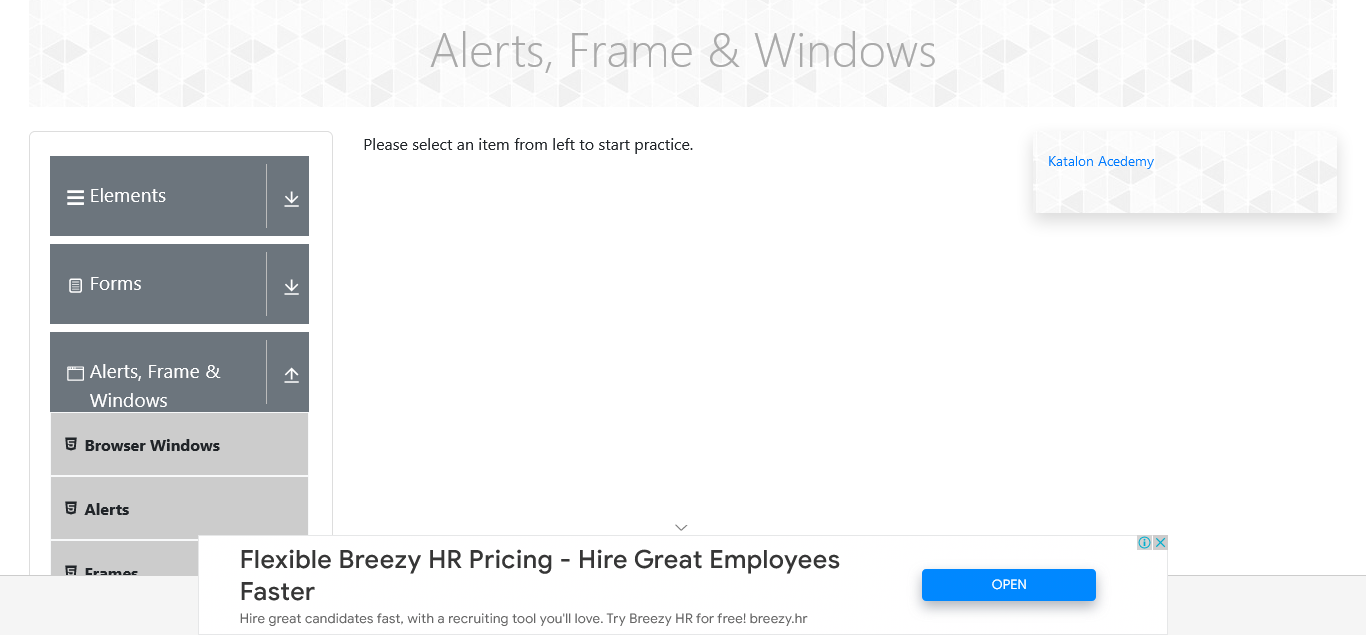 Alerts, Frame & Windows
Elements
Forms
Alerts, Frame &
Windows
Browser Windows
Alerts
Frames
Please select an item from left to start practice.
Katalon Acedemy
Flexible Breezy HR Pricing - Hire Great Employees
Faster
Hire great candidates fast, with a recruiting tool you'll love. Try Breezy HR for free! breezy.hr
OPEN